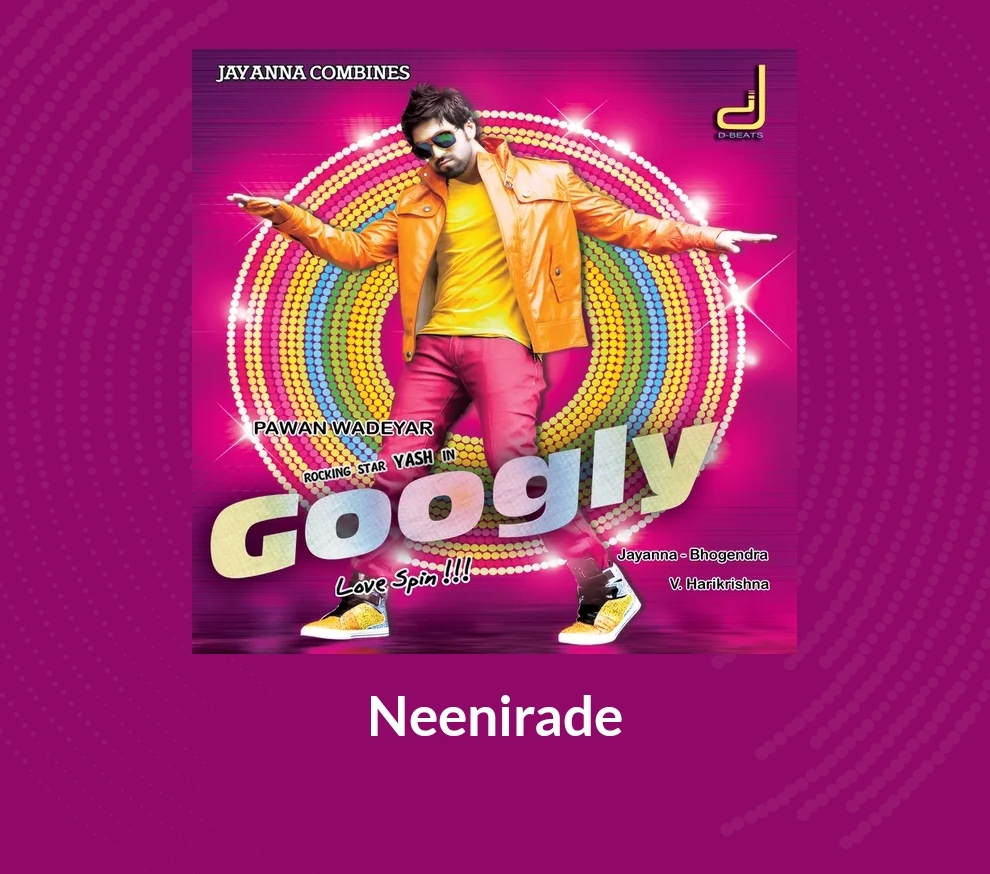 JAYANNA COMBINES
D-BEATS
PAWAN WADEYAR
ROCKING STAR YASH IN
Googly
Love Spin !!!
Jayanna - Bhogendra
V. Harikrishna
Neenirade